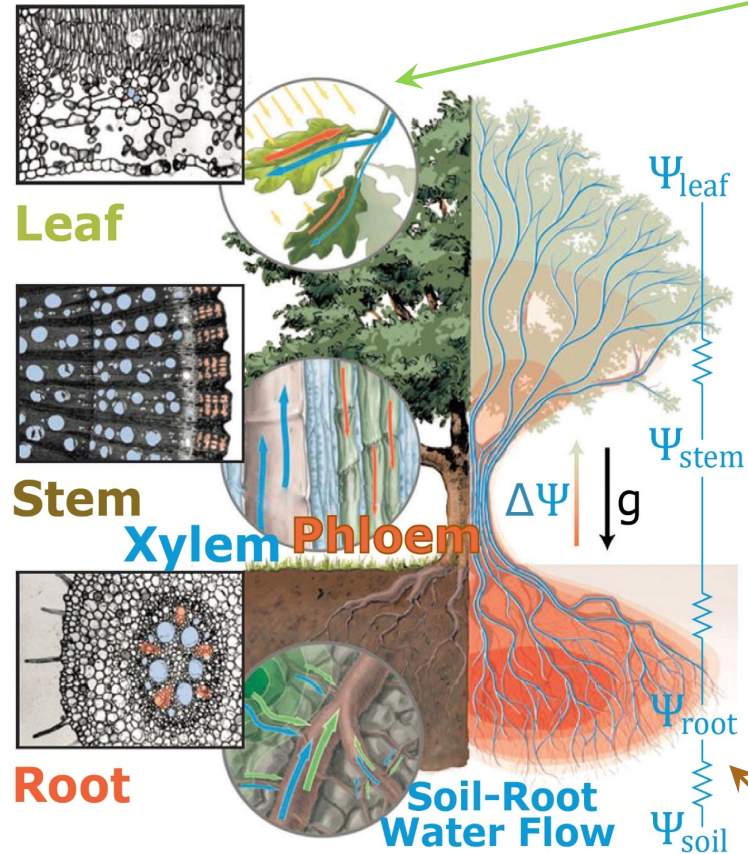 Leaf
Stem
Xylem
Phloem
Root
Soil-Root
Water Flow
Ψleaf
Ψstem
ΔΨ
g
Ψroot
Ψsoil